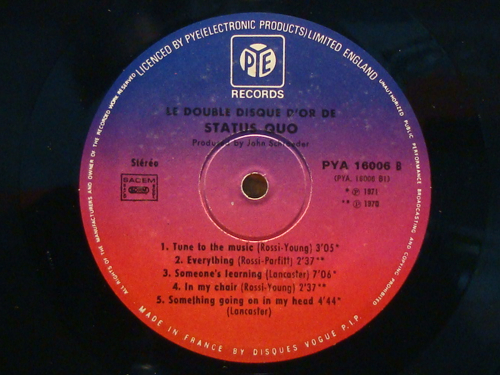 LICENCED BY PYE (ELECTRONIC PRODUCTS) LIMITED ENGLAND
PYE
RECORDS
LE DOUBLE DISQUE D'OR DE
STATUS QUO
Produced by John Schroeder
Stéréo
SACEM
PYA 16006 B
(PYA. 16006 B1)
* Ⓟ 1971
** Ⓟ 1970
1. Tune to the music (Rossi-Young) 3'05*
2. Everything (Rossi-Parfitt) 2'37**
3. Someone's learning (Lancaster) 7'06*
4. In my chair (Rossi-Young) 2'37**
5. Something going on in my head 4'44*
(Lancaster)
MADE IN FRANCE BY DISQUES VOGUE P.I.P.
ALL RIGHTS OF THE MANUFACTURERS AND OWNER OF THE RECORDED WORK RESERVED
UNAUTHORIZED PUBLIC PERFORMANCE BROADCASTING AND COPYING PROHIBITED